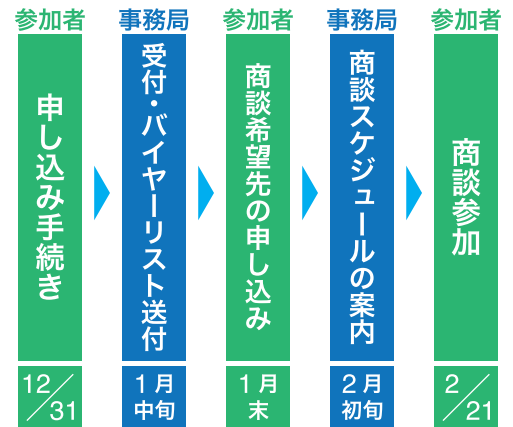 参加者
申し込み手続き
12/31
事務局
受付・バイヤーリスト送付
1月
中旬
参加者
商談希望先の申し込み
1月
末
事務局
商談スケジュールの案内
2月
初旬
参加者
商談参加
2/21